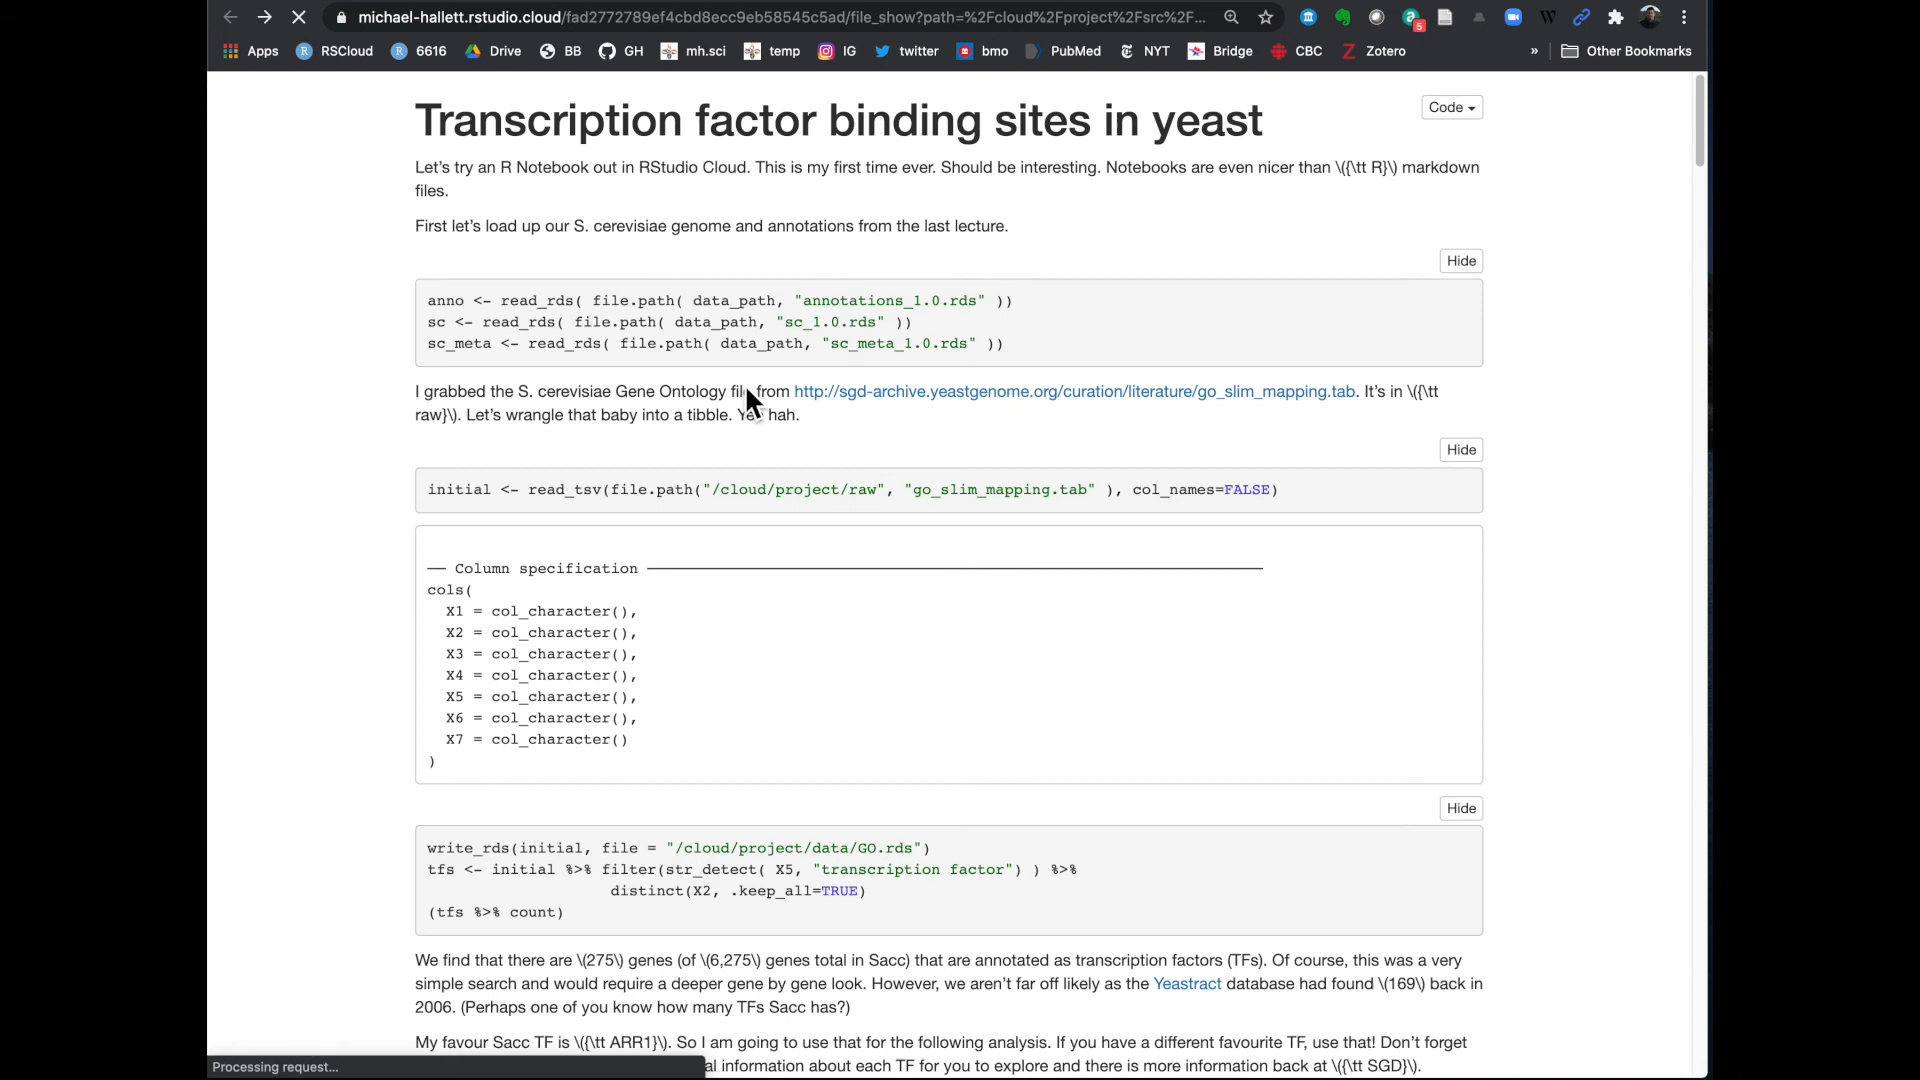 michael-hallett.rstudio.cloud/fad2772789ef4cbd8ecc9eb58545c5ad/file_show?path=%2Fcloud%2Fproject%2Fsrc%2F...
5
Apps RSCloud 6616 Drive BB GH mh.sci temp IG twitter bmo PubMed NYT Bridge CBC Zotero » Other Bookmarks
Transcription factor binding sites in yeast
Code
Let’s try an R Notebook out in RStudio Cloud. This is my first time ever. Should be interesting. Notebooks are even nicer than \({\tt R}\) markdown
files.
First let’s load up our S. cerevisiae genome and annotations from the last lecture.
Hide
anno <- read_rds( file.path( data_path, "annotations_1.0.rds" ))
sc <- read_rds( file.path( data_path, "sc_1.0.rds" ))
sc_meta <- read_rds( file.path( data_path, "sc_meta_1.0.rds" ))
I grabbed the S. cerevisiae Gene Ontology from http://sgd-archive.yeastgenome.org/curation/literature/go_slim_mapping.tab. It’s in \({\tt
raw}\). Let’s wrangle that baby into a tibble. hah.
Hide
initial <- read_tsv(file.path("/cloud/project/raw", "go_slim_mapping.tab" ), col_names=FALSE)
── Column specification ────────────────────────────────
cols(
X1 = col_character(),
X2 = col_character(),
X3 = col_character(),
X4 = col_character(),
X5 = col_character(),
X6 = col_character(),
X7 = col_character()
)
Hide
write_rds(initial, file = "/cloud/project/data/GO.rds")
tfs <- initial %>% filter(str_detect( X5, "transcription factor") ) %>%
distinct(X2, .keep_all=TRUE)
(tfs %>% count)
We find that there are \(275\) genes (of \(6,275\) genes total in Sacc) that are annotated as transcription factors (TFs). Of course, this was a very
simple search and would require a deeper gene by gene look. However, we aren’t far off likely as the Yeastract database had found \(169\) back in
2006. (Perhaps one of you know how many TFs Sacc has?)
My favour Sacc TF is \({\tt ARR1}\). So I am going to use that for the following analysis. If you have a different favourite TF, use that! Don’t forget
Processing request... al information about each TF for you to explore and there is more information back at \({\tt SGD}\).